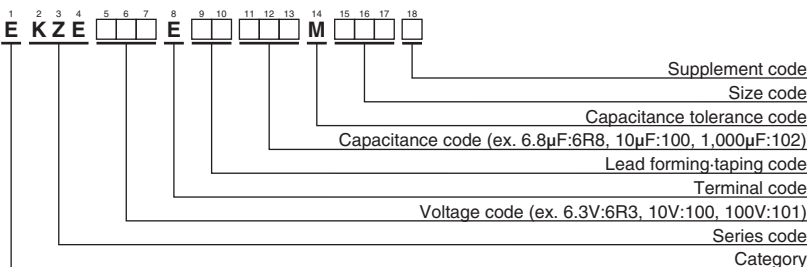 1 2 3 4 5 6 7 8 9 10 11 12 13 14 15 16 17 18
E KZE E M
Supplement code
Size code
Capacitance tolerance code
Capacitance code (ex. 6.8μF:6R8, 10μF:100, 1,000μF:102)
Lead forming·taping code
Terminal code
Voltage code (ex. 6.3V:6R3, 10V:100, 100V:101)
Series code
Category